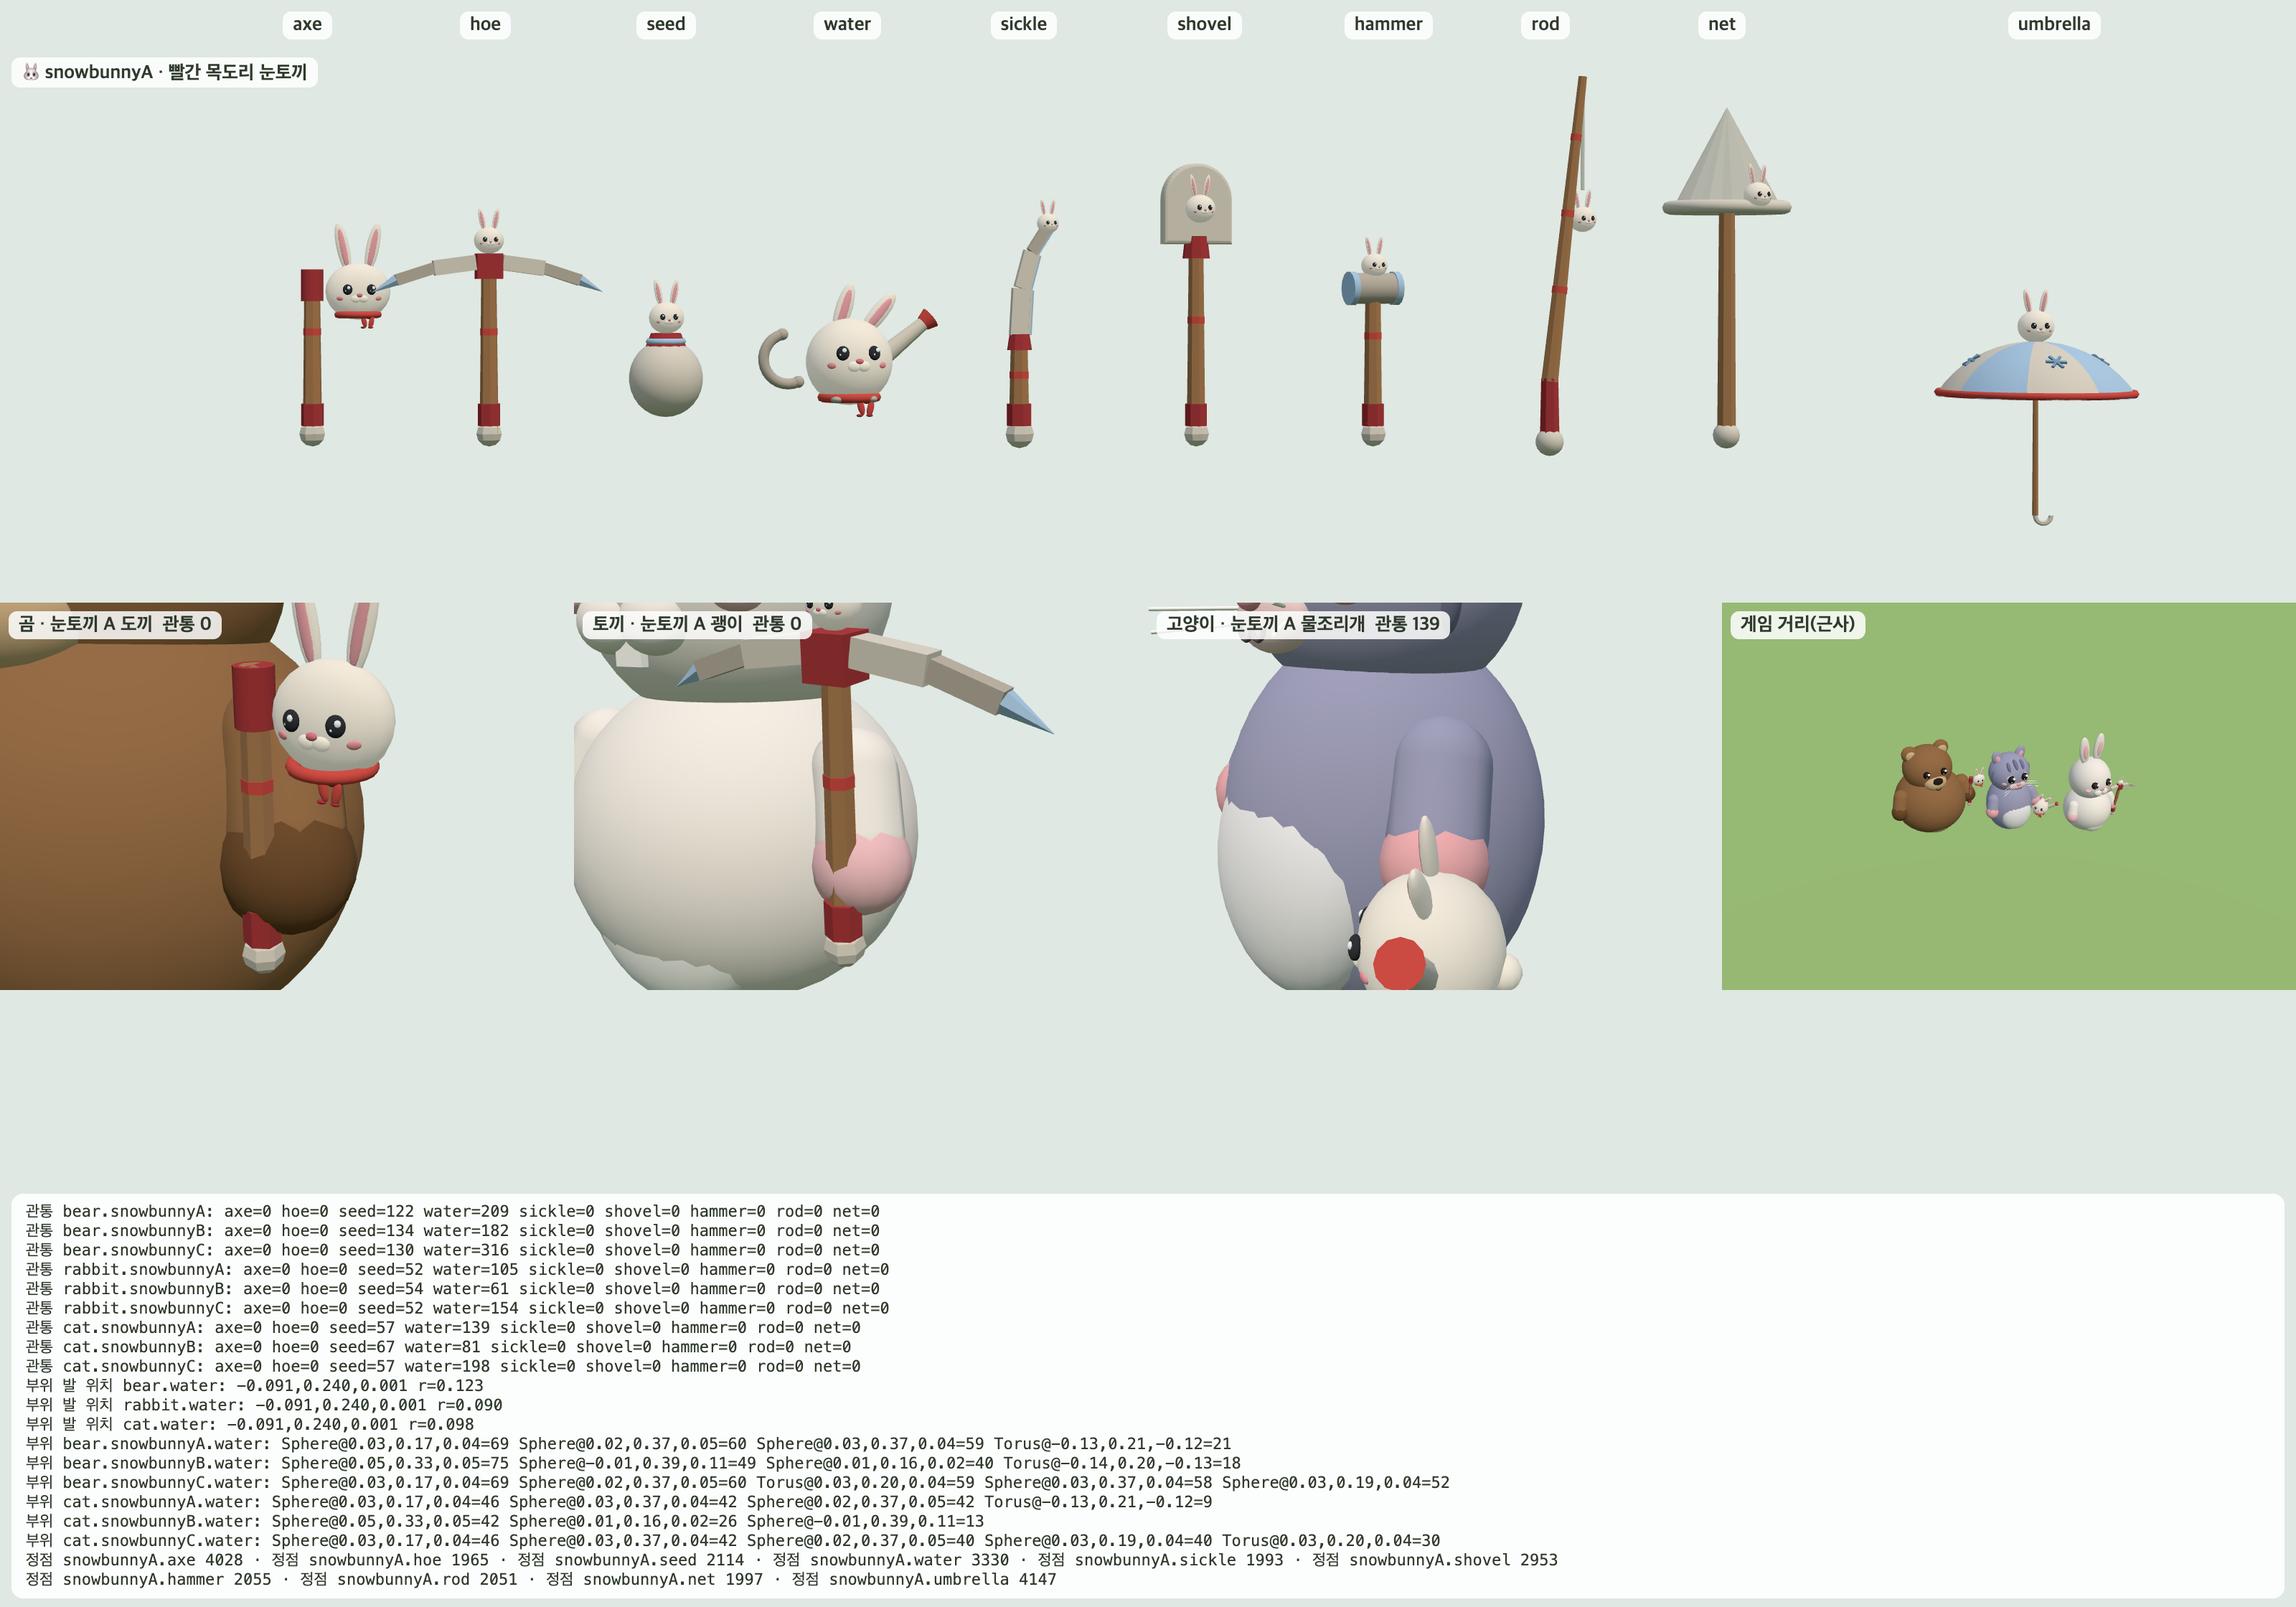 axe hoe seed water sickle shovel hammer rod net umbrella
🐰 snowbunnyA · 빨간 목도리 눈토끼
곰 · 눈토끼 A 도끼 관통 0
토끼 · 눈토끼 A 괭이 관통 0
고양이 · 눈토끼 A 물조리개 관통 139
게임 거리(근사)
관통 bear.snowbunnyA: axe=0 hoe=0 seed=122 water=209 sickle=0 shovel=0 hammer=0 rod=0 net=0
관통 bear.snowbunnyB: axe=0 hoe=0 seed=134 water=182 sickle=0 shovel=0 hammer=0 rod=0 net=0
관통 bear.snowbunnyC: axe=0 hoe=0 seed=130 water=316 sickle=0 shovel=0 hammer=0 rod=0 net=0
관통 rabbit.snowbunnyA: axe=0 hoe=0 seed=52 water=105 sickle=0 shovel=0 hammer=0 rod=0 net=0
관통 rabbit.snowbunnyB: axe=0 hoe=0 seed=54 water=61 sickle=0 shovel=0 hammer=0 rod=0 net=0
관통 rabbit.snowbunnyC: axe=0 hoe=0 seed=52 water=154 sickle=0 shovel=0 hammer=0 rod=0 net=0
관통 cat.snowbunnyA: axe=0 hoe=0 seed=57 water=139 sickle=0 shovel=0 hammer=0 rod=0 net=0
관통 cat.snowbunnyB: axe=0 hoe=0 seed=67 water=81 sickle=0 shovel=0 hammer=0 rod=0 net=0
관통 cat.snowbunnyC: axe=0 hoe=0 seed=57 water=198 sickle=0 shovel=0 hammer=0 rod=0 net=0
부위 발 위치 bear.water: -0.091,0.240,0.001 r=0.123
부위 발 위치 rabbit.water: -0.091,0.240,0.001 r=0.090
부위 발 위치 cat.water: -0.091,0.240,0.001 r=0.098
부위 bear.snowbunnyA.water: Sphere@0.03,0.17,0.04=69 Sphere@0.02,0.37,0.05=60 Sphere@0.03,0.37,0.04=59 Torus@-0.13,0.21,-0.12=21
부위 bear.snowbunnyB.water: Sphere@0.05,0.33,0.05=75 Sphere@-0.01,0.39,0.11=49 Sphere@0.01,0.16,0.02=40 Torus@-0.14,0.20,-0.13=18
부위 bear.snowbunnyC.water: Sphere@0.03,0.17,0.04=69 Sphere@0.02,0.37,0.05=60 Torus@0.03,0.20,0.04=59 Sphere@0.03,0.37,0.04=58 Sphere@0.03,0.19,0.04=52
부위 cat.snowbunnyA.water: Sphere@0.03,0.17,0.04=46 Sphere@0.03,0.37,0.04=42 Sphere@0.02,0.37,0.05=42 Torus@-0.13,0.21,-0.12=9
부위 cat.snowbunnyB.water: Sphere@0.05,0.33,0.05=42 Sphere@0.01,0.16,0.02=26 Sphere@-0.01,0.39,0.11=13
부위 cat.snowbunnyC.water: Sphere@0.03,0.17,0.04=46 Sphere@0.03,0.37,0.04=42 Sphere@0.02,0.37,0.05=40 Sphere@0.03,0.19,0.04=40 Torus@0.03,0.20,0.04=30
정점 snowbunnyA.axe 4028 · 정점 snowbunnyA.hoe 1965 · 정점 snowbunnyA.seed 2114 · 정점 snowbunnyA.water 3330 · 정점 snowbunnyA.sickle 1993 · 정점 snowbunnyA.shovel 2953
정점 snowbunnyA.hammer 2055 · 정점 snowbunnyA.rod 2051 · 정점 snowbunnyA.net 1997 · 정점 snowbunnyA.umbrella 4147